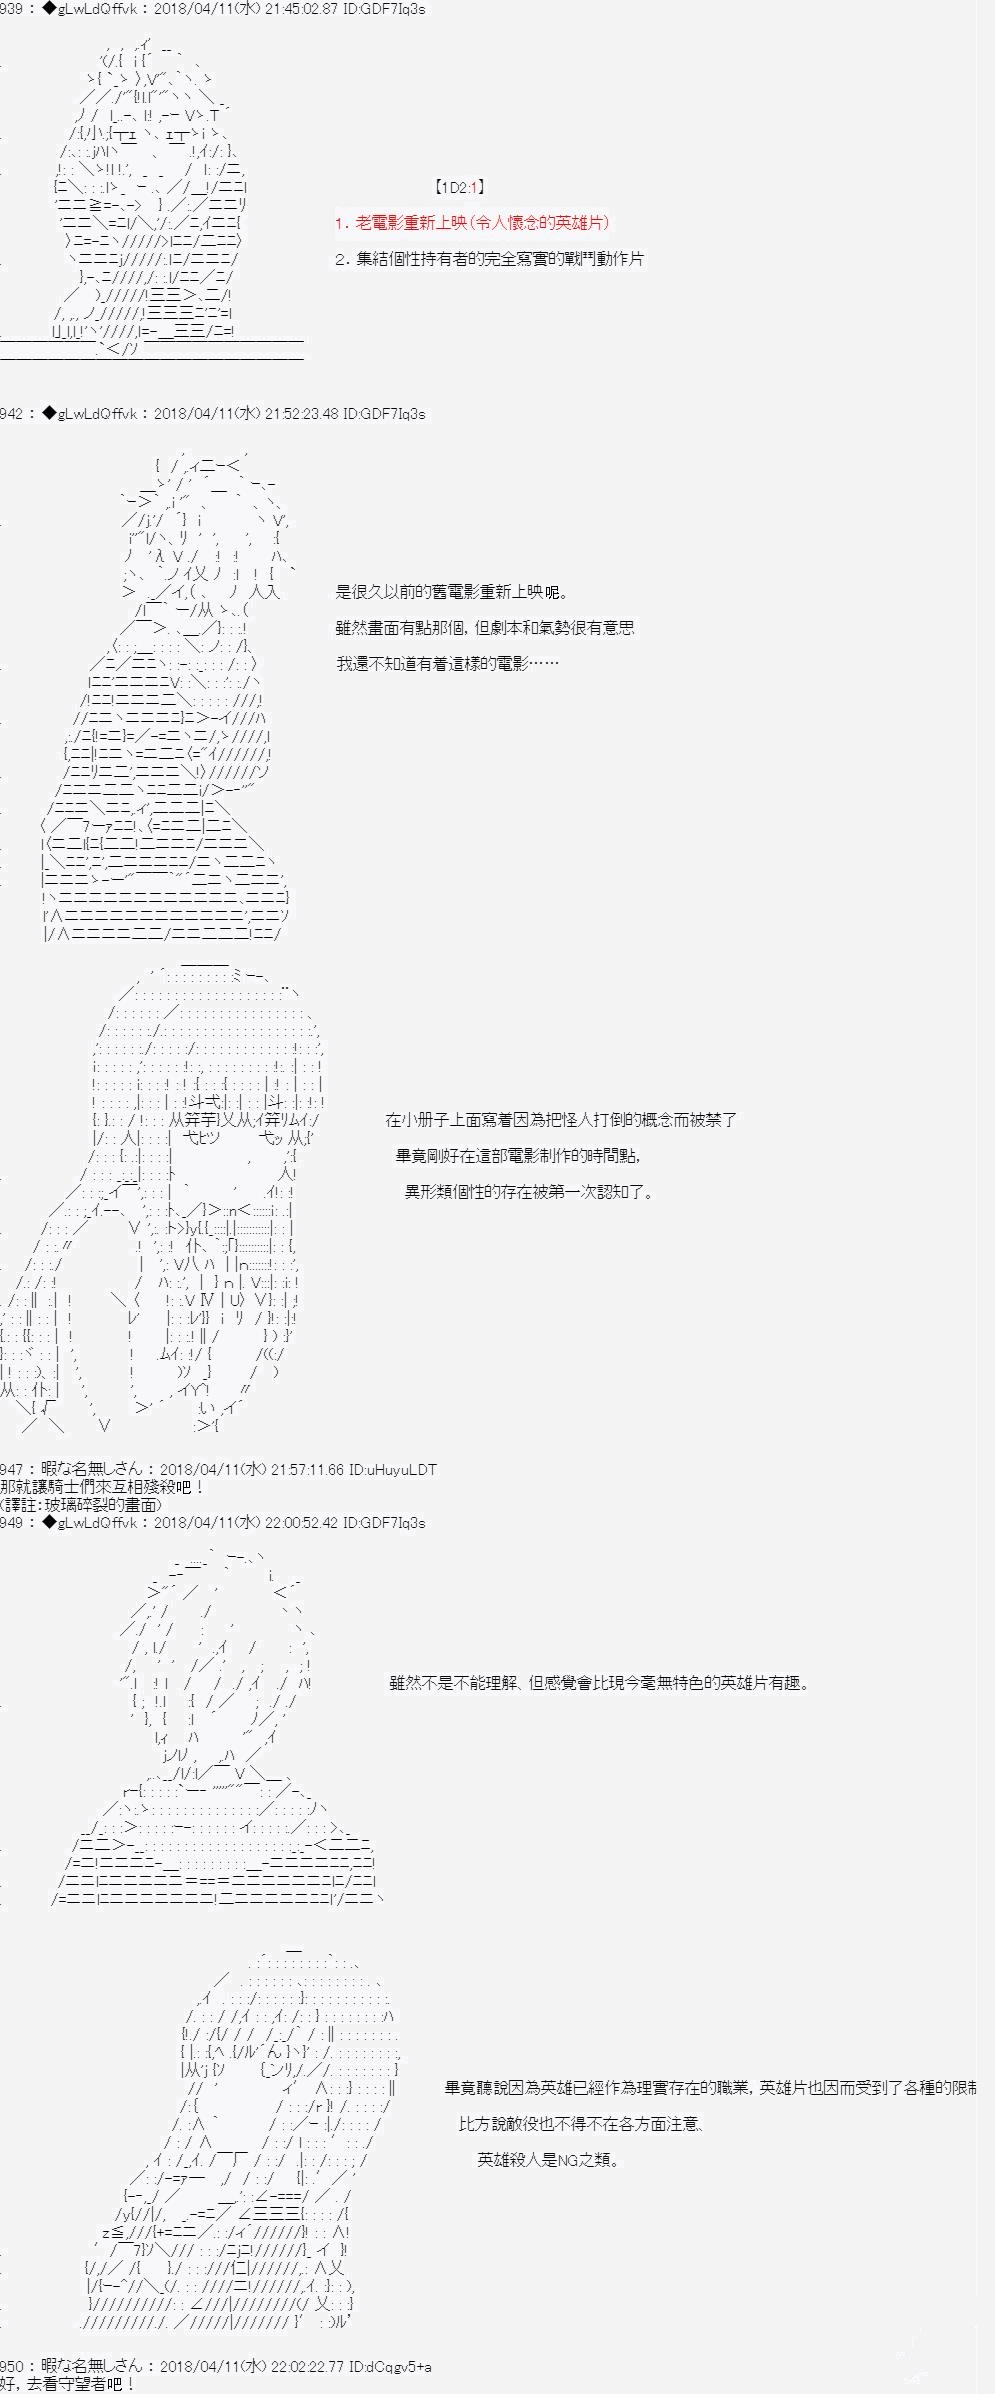 939 : ◆gLwLdQffvk : 2018/04/11(水) 21:45:02.87 ID:GDF7Iq3s
【1D2:1】
1. 老電影重新上映(令人懷念的英雄片)
2. 集結個性持有者的完全寫實的戰鬥動作片
942 : ◆gLwLdQffvk : 2018/04/11(水) 21:52:23.48 ID:GDF7Iq3s
是很久以前的舊電影重新上映呢。
雖然畫面有點那個, 但劇本和氣勢很有意思
我還不知道有着這樣的電影……
在小册子上面寫着因為把怪人打倒的概念而被禁了
畢竟剛好在這部電影制作的時間點,
異形類個性的存在被第一次認知了。
947 : 暇な名無しさん : 2018/04/11(水) 21:57:11.66 ID:uHuyuLDT
那就讓騎士們來互相殘殺吧!
(譯註:玻璃碎裂的畫面)
949 : ◆gLwLdQffvk : 2018/04/11(水) 22:00:52.42 ID:GDF7Iq3s
雖然不是不能理解、但感覺會比現今毫無特色的英雄片有趣。
畢竟聽說因為英雄已經作為理實存在的職業, 英雄片也因而受到了各種的限制
比方說敵役也不得不在各方面注意、
英雄殺人是NG之類。
950 : 暇な名無しさん : 2018/04/11(水) 22:02:22.77 ID:dCqgv5+a
好, 去看守望者吧!